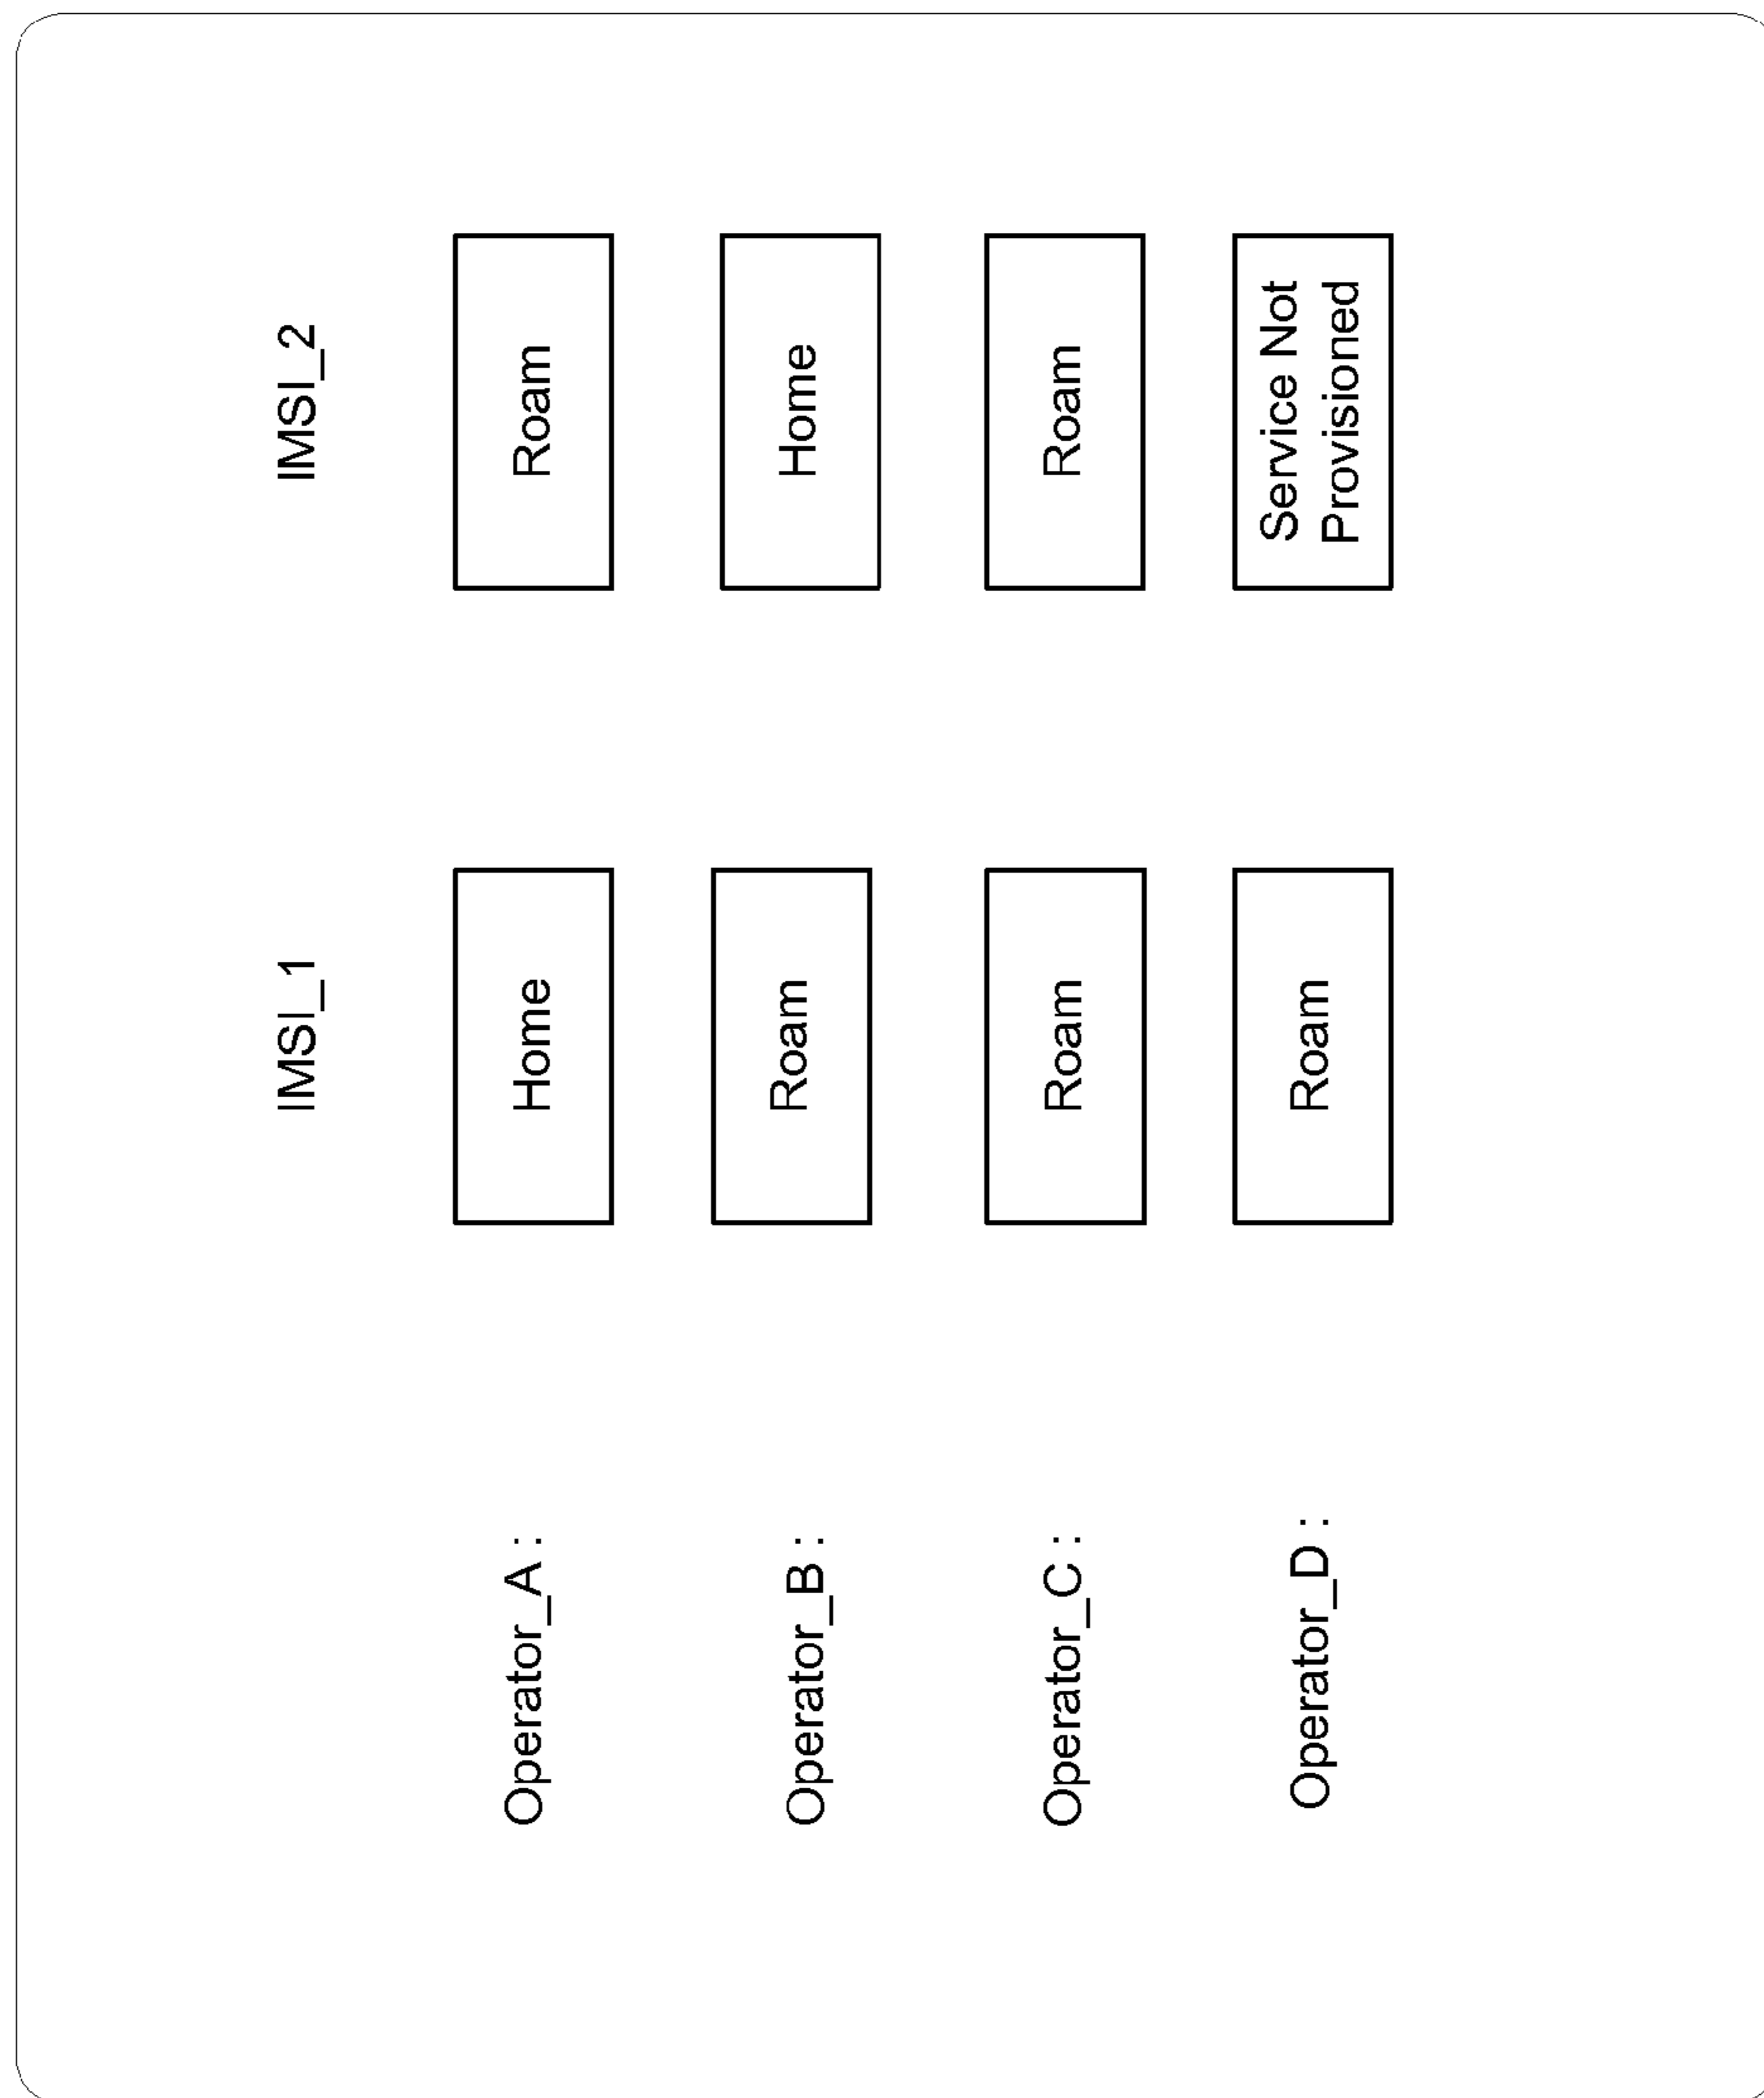 IMSI_1
IMSI_2
Operator_A :
Home
Roam
Operator_B :
Roam
Home
Operator_C :
Roam
Roam
Operator_D :
Roam
Service Not
Provisioned